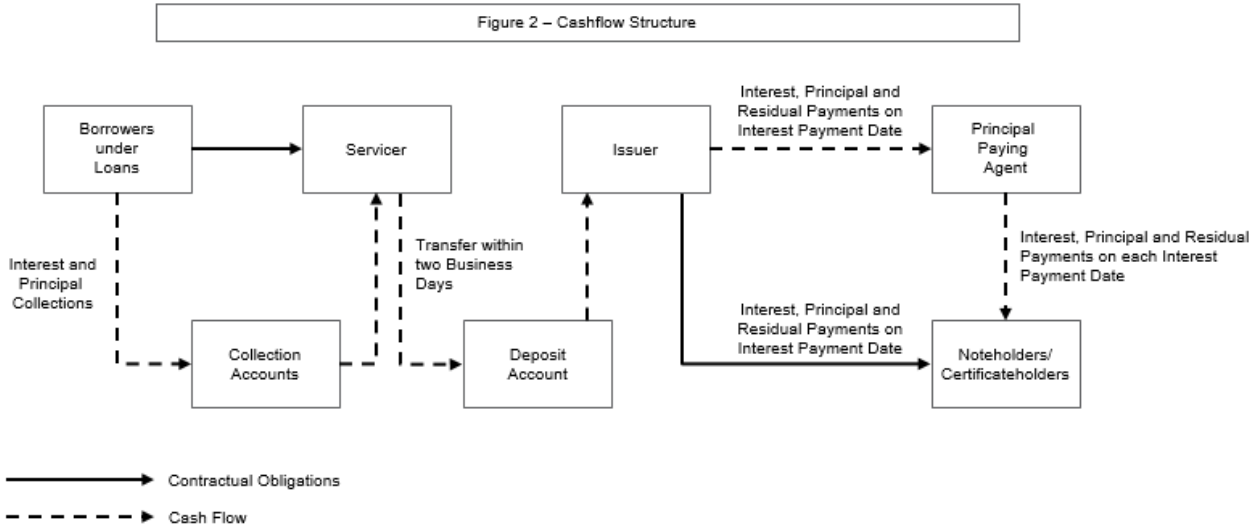 Figure 2 – Cashflow Structure
Interest, Principal and
Residual Payments on
Interest Payment Date
Borrowers
under
Loans
Servicer
Issuer
Principal
Paying
Agent
Interest and
Principal
Collections
Transfer within
two Business
Days
Interest, Principal and Residual
Payments on each Interest
Payment Date
Interest, Principal and
Residual Payments on
Interest Payment Date
Collection
Accounts
Deposit
Account
Noteholders/
Certificateholders
Contractual Obligations
Cash Flow